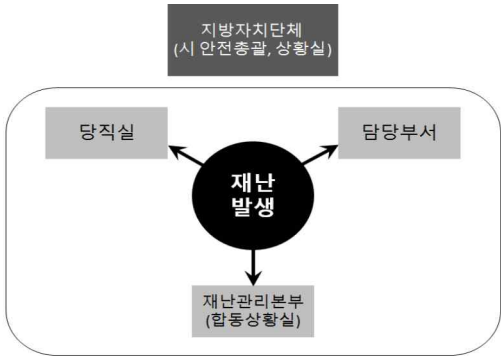 지방자치단체
(시 안전총괄, 상황실)
당직실
담당부서
재난
발생
재난관리본부
(합동상황실)